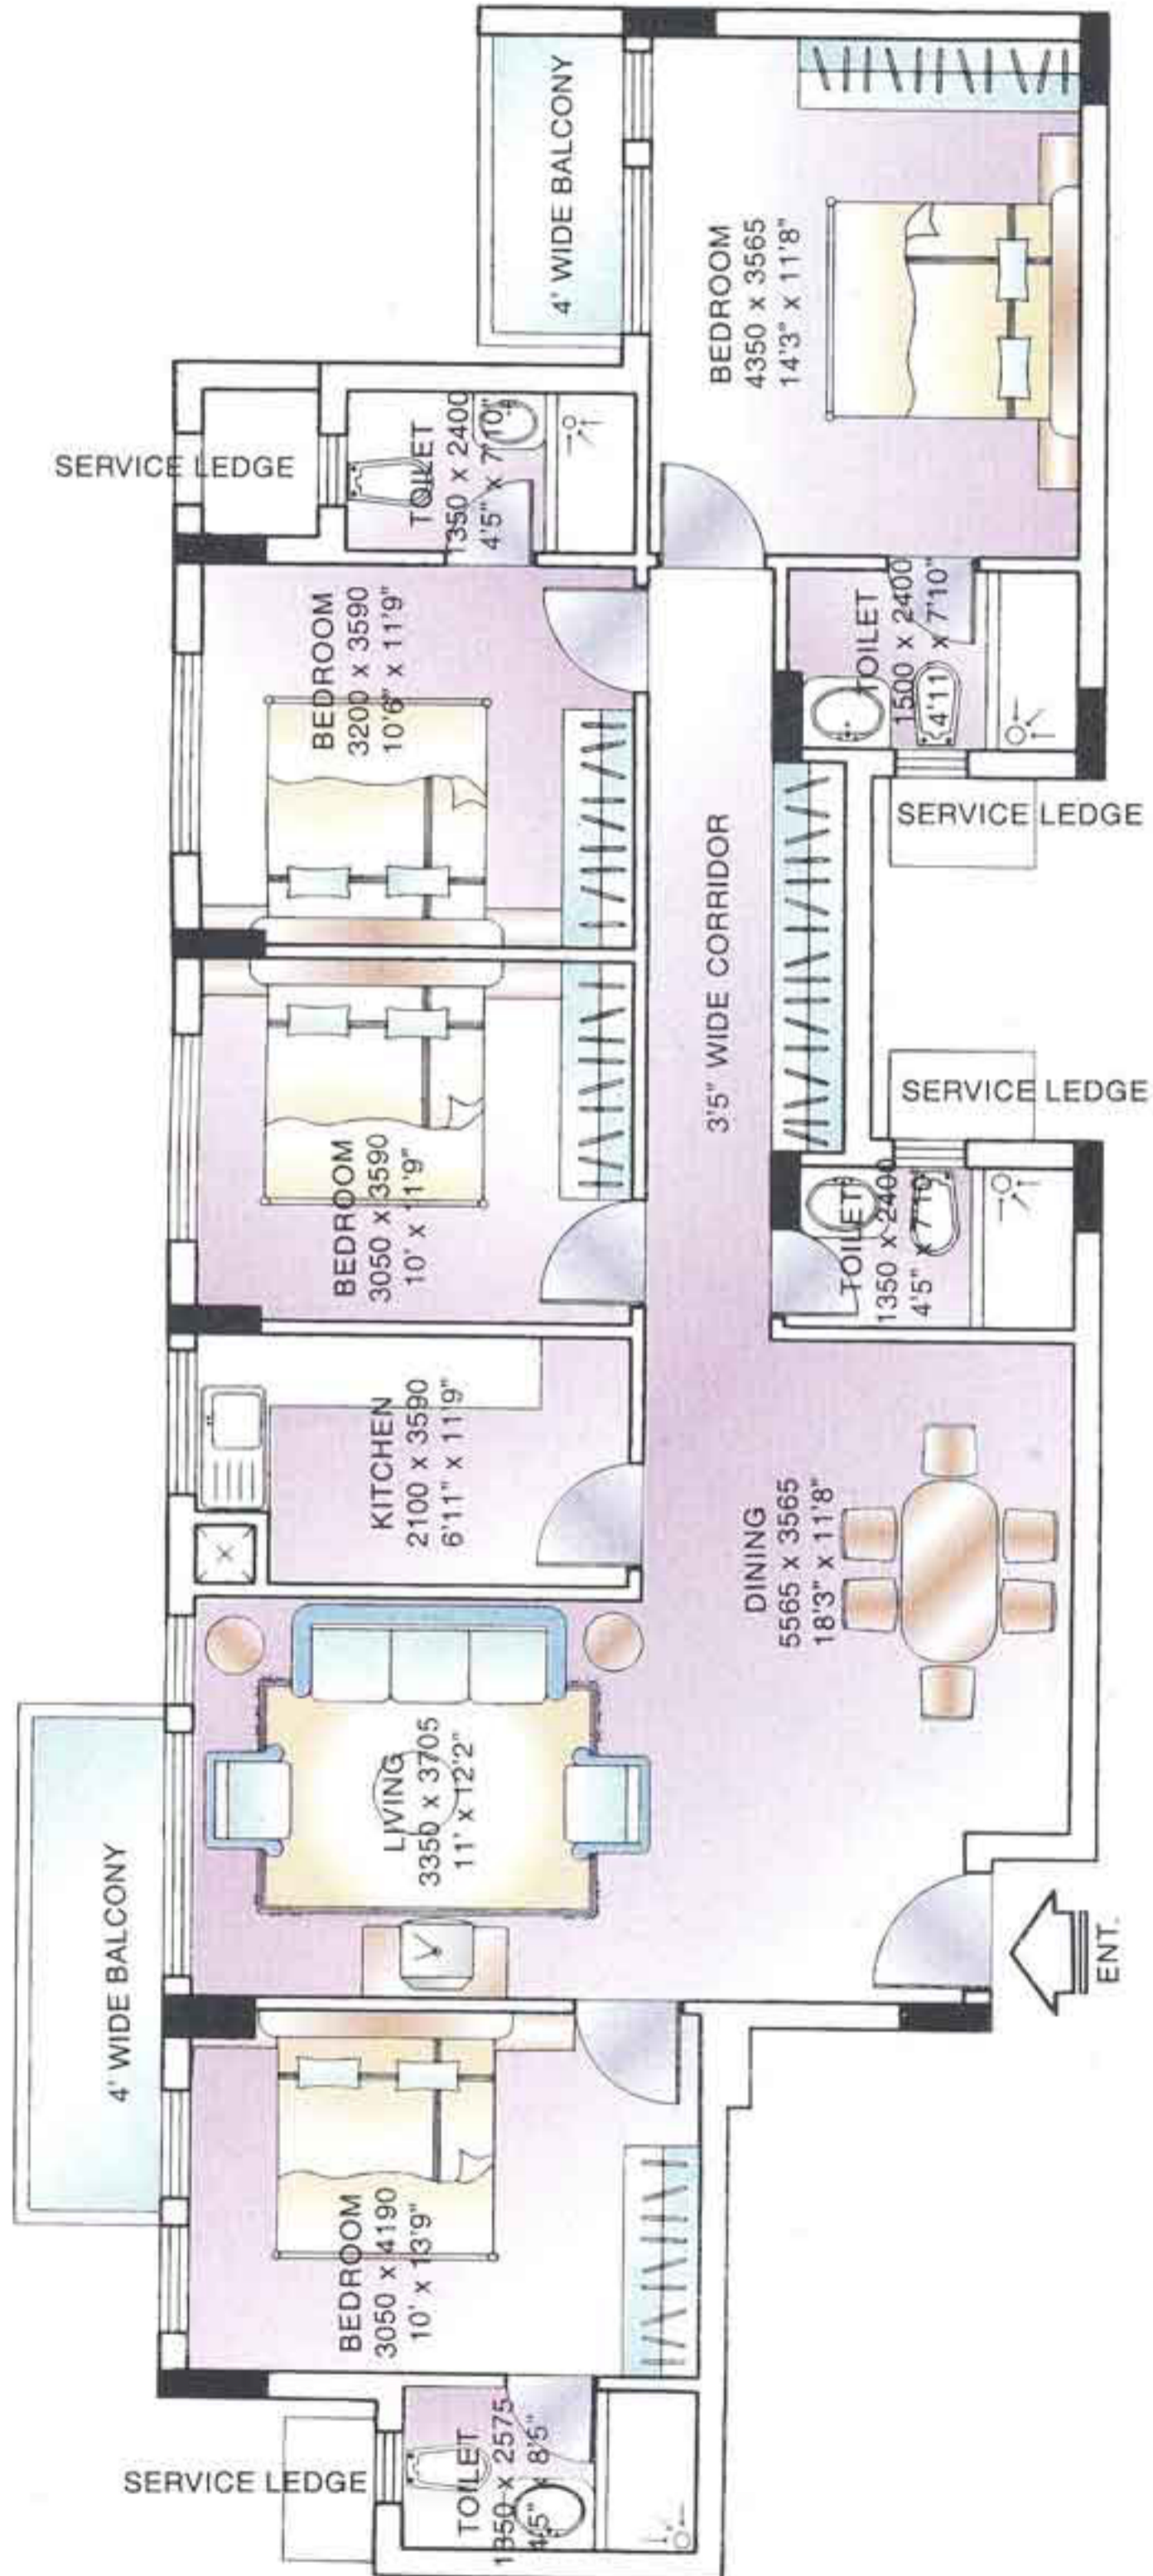 4' WIDE BALCONY
SERVICE LEDGE
TOILET
1350 x 2400
4'5" x 7'10"
BEDROOM
4350 x 3565
14'3" x 11'8"
BEDROOM
3200 x 3590
10'6" x 11'9"
TOILET
1500 x 2400
4'11 x 7'10"
SERVICE LEDGE
3'5" WIDE CORRIDOR
SERVICE LEDGE
BEDROOM
3050 x 3590
10' x 11'9"
TOILET
1350 x 2400
4'5" x 7'10"
KITCHEN
2100 x 3590
6'11" x 11'9"
DINING
5565 x 3565
18'3" x 11'8"
LIVING
3350 x 3705
11' x 12'2"
4' WIDE BALCONY
ENT.
BEDROOM
3050 x 4190
10' x 13'9"
SERVICE LEDGE
TOILET
1350 x 2575
4'5" x 8'5"